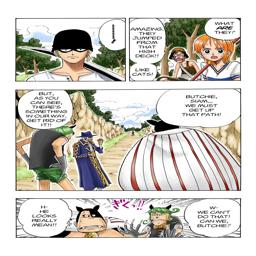 WHAT
ARE
THEY?
AMAZING.
THEY
JUMPED
FROM
THAT
HIGH
DECK!!
LIKE
CATS!
BUTCHIE,
SIAM...
WE MUST
GET UP
THAT PATH!
BUT,
AS YOU
CAN SEE,
THERE'S
SOMETHING
IN OUR WAY.
GET RID OF
IT!!
H-
HE
LOOKS
REALLY
MEAN!!
W-
WE CAN'T
DO THAT!
CAN WE,
BUTCHIE?